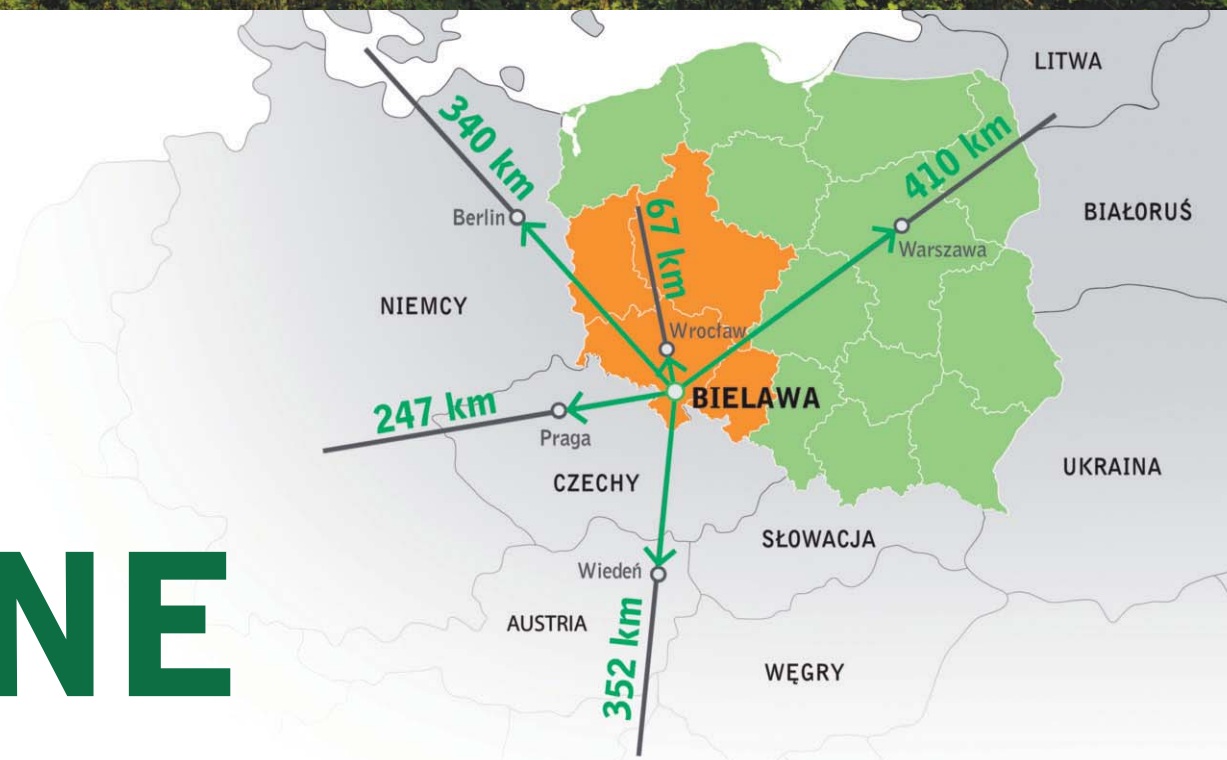 LITWA
340 km
410 km
67 km
Berlin
BIAŁORUŚ
Warszawa
NIEMCY
Wrocław
BIELAWA
247 km
Praga
UKRAINA
CZECHY
SŁOWACJA
NE
Wiedeń
AUSTRIA
352 km
WĘGRY